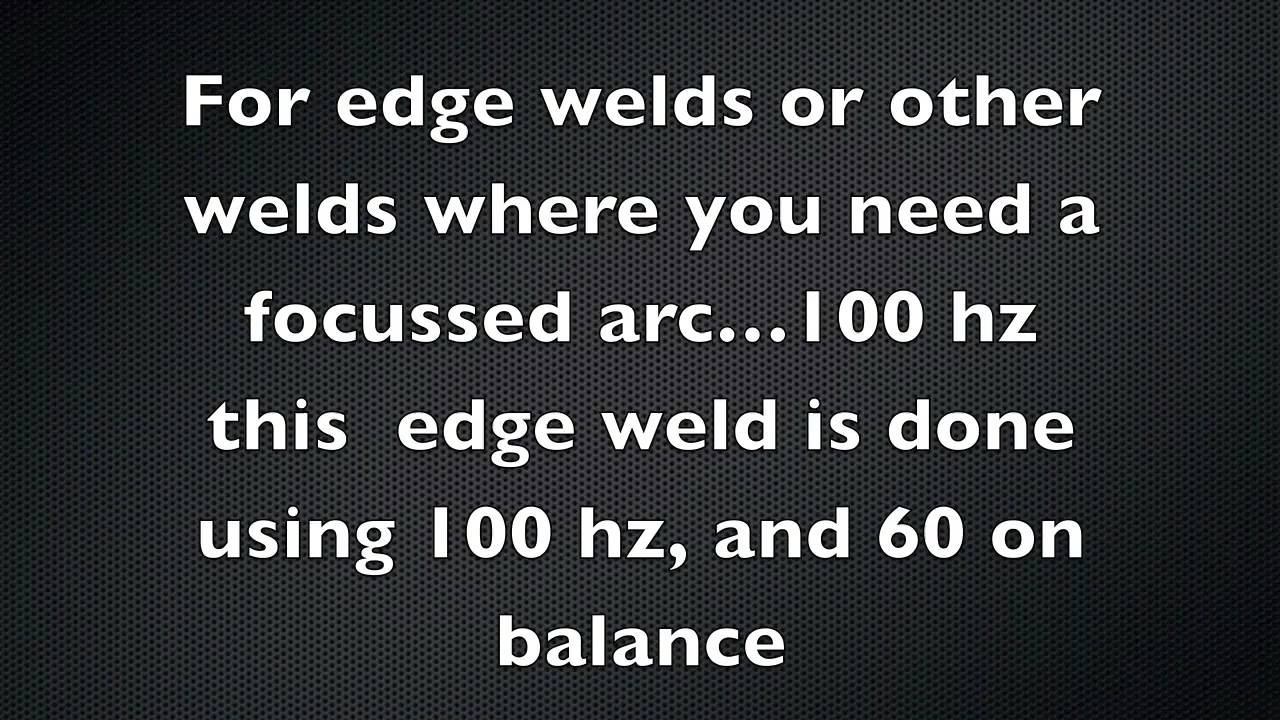 For edge welds or other
welds where you need a
focussed arc...100 hz
this  edge weld is done
using 100 hz, and 60 on
balance